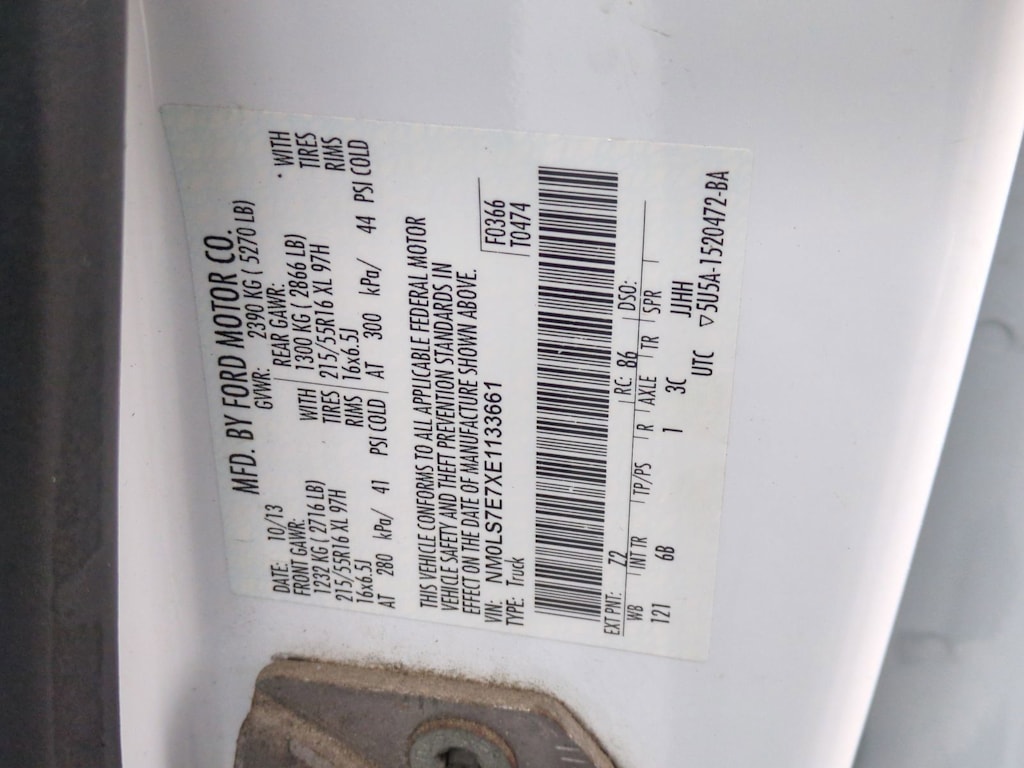 MFD. BY FORD MOTOR CO.
DATE: 10/13 GVWR: 2390 KG ( 5270 LB)
FRONT GAWR: REAR GAWR:
1232 KG ( 2716 LB) WITH 1300 KG ( 2866 LB) • WITH
215/55R16 XL 97H TIRES 215/55R16 XL 97H TIRES
16x6.5J RIMS 16x6.5J RIMS
AT 280 kPa/ 41 PSI COLD AT 300 kPa/ 44 PSI COLD
THIS VEHICLE CONFORMS TO ALL APPLICABLE FEDERAL MOTOR
VEHICLE SAFETY AND THEFT PREVENTION STANDARDS IN
EFFECT ON THE DATE OF MANUFACTURE SHOWN ABOVE.
VIN: NM0LS7E7XE1133661 F0366
TYPE: Truck T0474
EXT PNT: Z2 RC: 86 DSO:
WB INT TR TP/PS R AXLE TR SPR
121 6B 1 3C JJHH
UTC ▽5U5A-1520472-BA